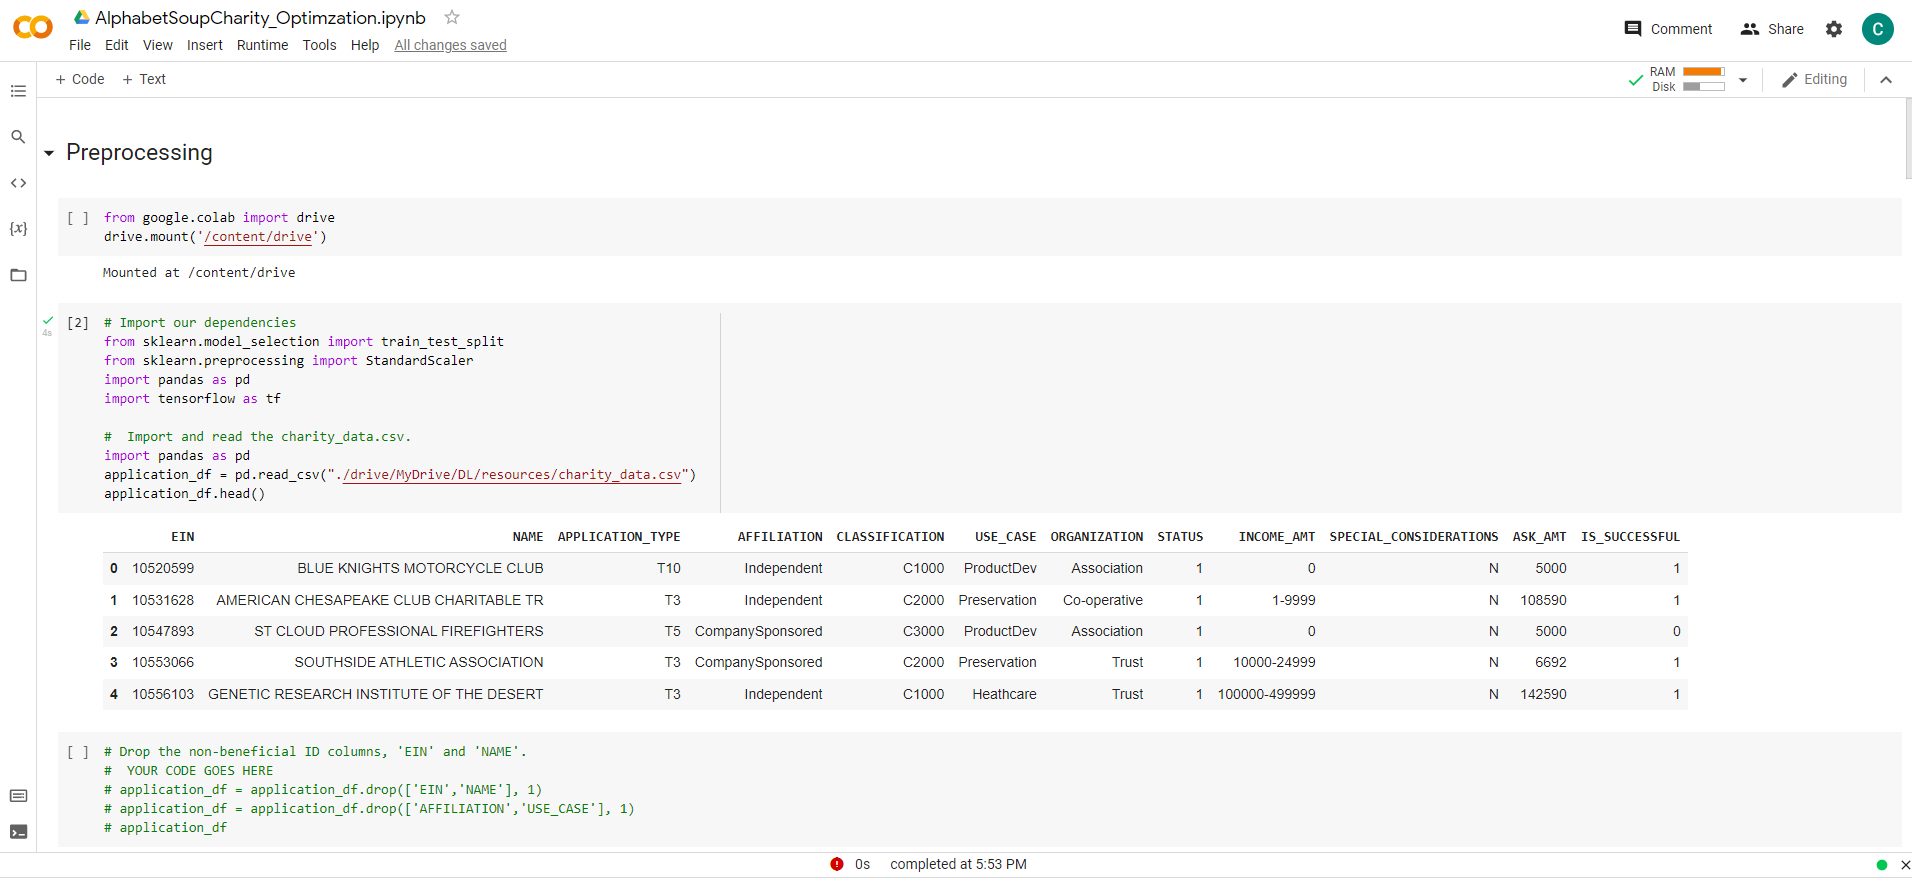 AlphabetSoupCharity_Optimzation.ipynb
File Edit View Insert Runtime Tools Help All changes saved
Comment Share C
+ Code + Text
RAM
Disk
Editing
Preprocessing
[ ] from google.colab import drive
drive.mount('/content/drive')
Mounted at /content/drive
[2] # Import our dependencies
4s
from sklearn.model_selection import train_test_split
from sklearn.preprocessing import StandardScaler
import pandas as pd
import tensorflow as tf
#  Import and read the charity_data.csv.
import pandas as pd
application_df = pd.read_csv("./drive/MyDrive/DL/resources/charity_data.csv")
application_df.head()
EIN NAME APPLICATION_TYPE AFFILIATION CLASSIFICATION USE_CASE ORGANIZATION STATUS INCOME_AMT SPECIAL_CONSIDERATIONS ASK_AMT IS_SUCCESSFUL
0 10520599 BLUE KNIGHTS MOTORCYCLE CLUB T10 Independent C1000 ProductDev Association 1 0 N 5000 1
1 10531628 AMERICAN CHESAPEAKE CLUB CHARITABLE TR T3 Independent C2000 Preservation Co-operative 1 1-9999 N 108590 1
2 10547893 ST CLOUD PROFESSIONAL FIREFIGHTERS T5 CompanySponsored C3000 ProductDev Association 1 0 N 5000 0
3 10553066 SOUTHSIDE ATHLETIC ASSOCIATION T3 CompanySponsored C2000 Preservation Trust 1 10000-24999 N 6692 1
4 10556103 GENETIC RESEARCH INSTITUTE OF THE DESERT T3 Independent C1000 Heathcare Trust 1 100000-499999 N 142590 1
[ ] # Drop the non-beneficial ID columns, 'EIN' and 'NAME'.
#  YOUR CODE GOES HERE
# application_df = application_df.drop(['EIN','NAME'], 1)
# application_df = application_df.drop(['AFFILIATION','USE_CASE'], 1)
# application_df
0s completed at 5:53 PM